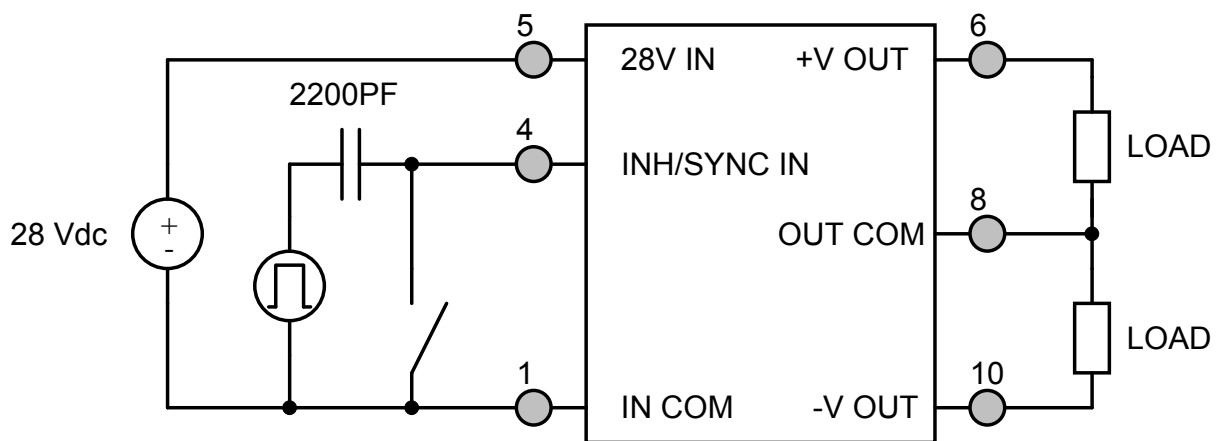 5
6
28V IN
+V OUT
2200PF
4
LOAD
INH/SYNC IN
8
28 Vdc
+
-
OUT COM
LOAD
1
10
IN COM
-V OUT